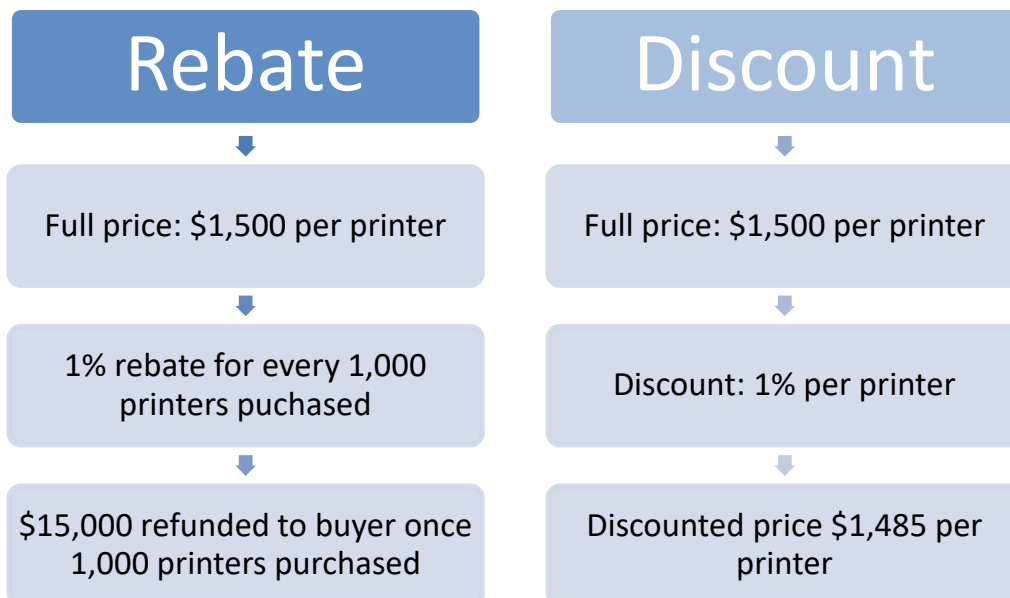 Rebate
Full price: $1,500 per printer
1% rebate for every 1,000
printers puchased
$15,000 refunded to buyer once
1,000 printers purchased
Discount
Full price: $1,500 per printer
Discount: 1% per printer
Discounted price $1,485 per
printer